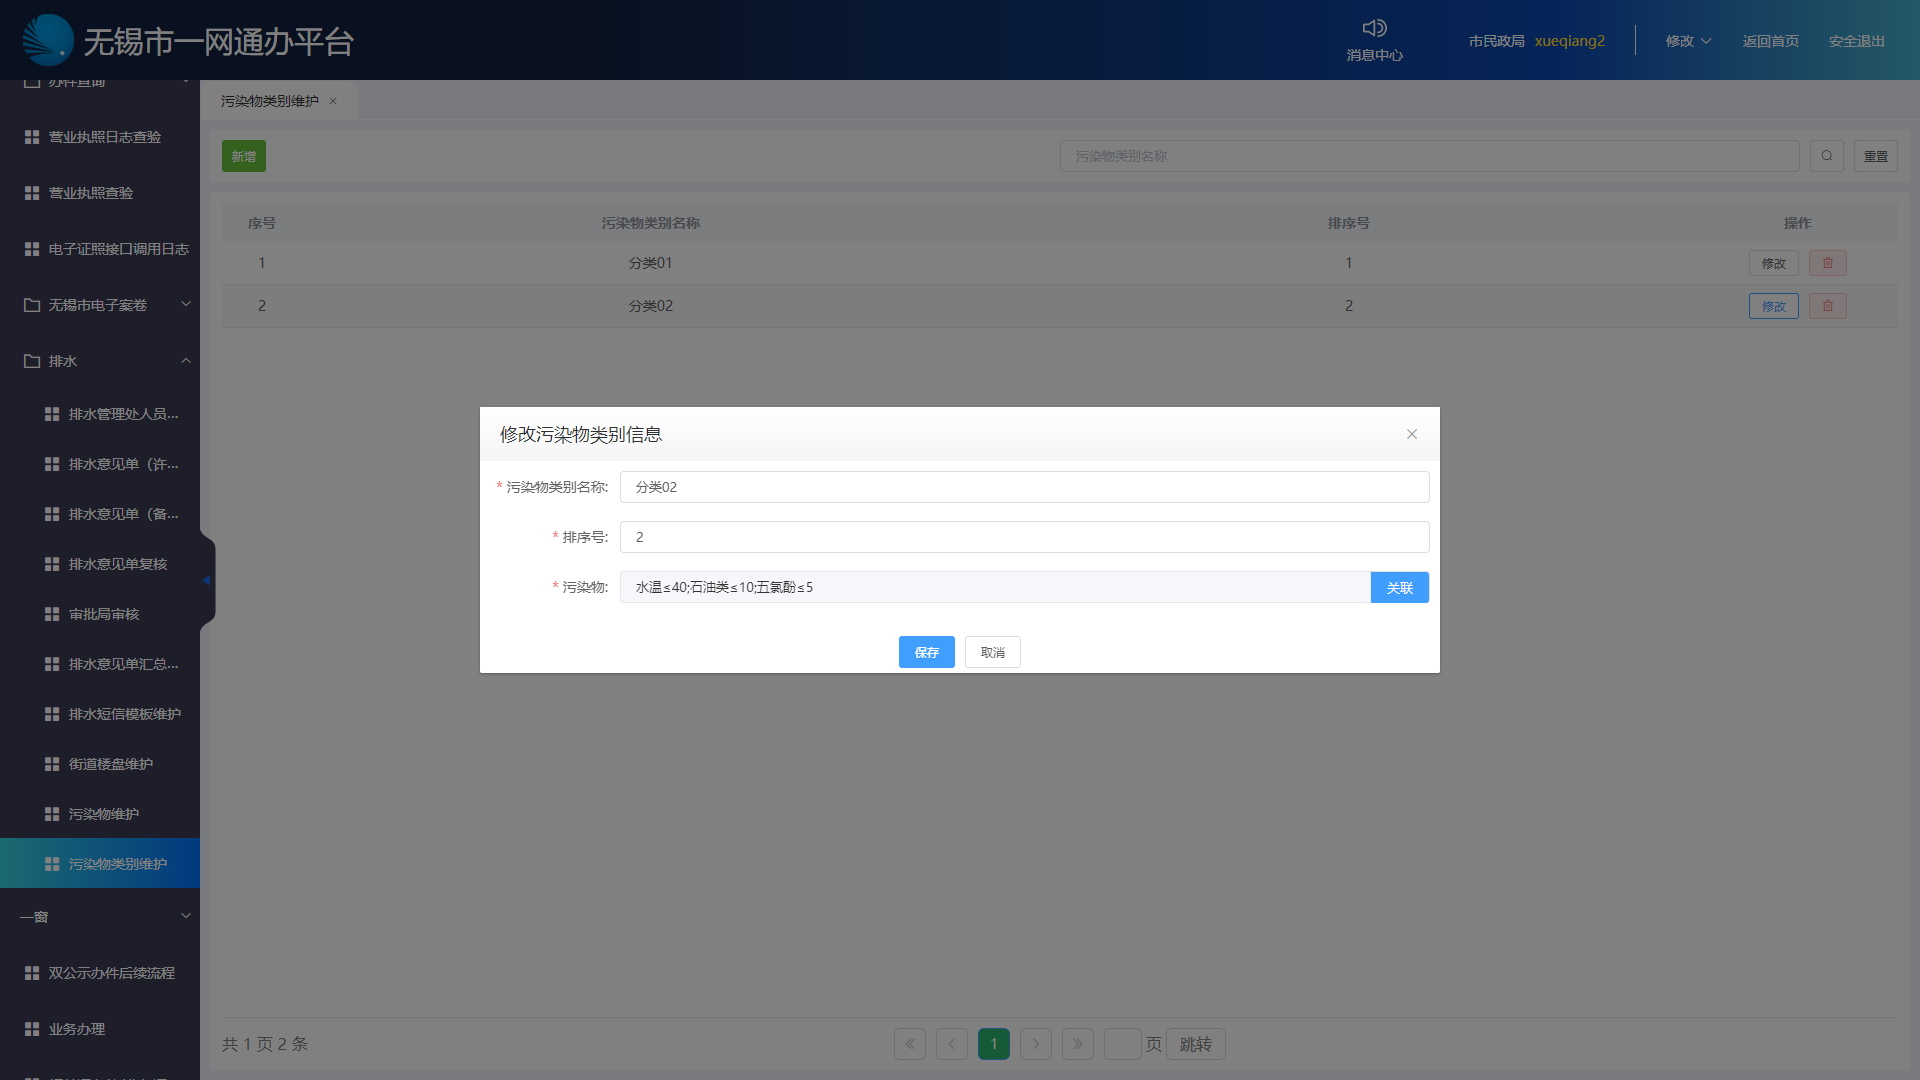 无锡市一网通办平台
消息中心
市民政局 xueqiang2
修改
返回首页
安全退出
办件查询
营业执照日志查验
营业执照查验
电子证照接口调用日志
无锡市电子案卷
排水
排水管理处人员...
排水意见单（许...
排水意见单（备...
排水意见单复核
审批局审核
排水意见单汇总...
排水短信模板维护
街道楼盘维护
污染物维护
污染物类别维护
一窗
双公示办件后续流程
业务办理
污染物类别维护 ×
新增
污染物类别名称
重置
序号 污染物类别名称 排序号 操作
1 分类01 1 修改
2 分类02 2 修改
修改污染物类别信息
* 污染物类别名称: 分类02
* 排序号: 2
* 污染物: 水温≤40;石油类≤10;五氯酚≤5 关联
保存 取消
共 1 页 2 条
1
页 跳转